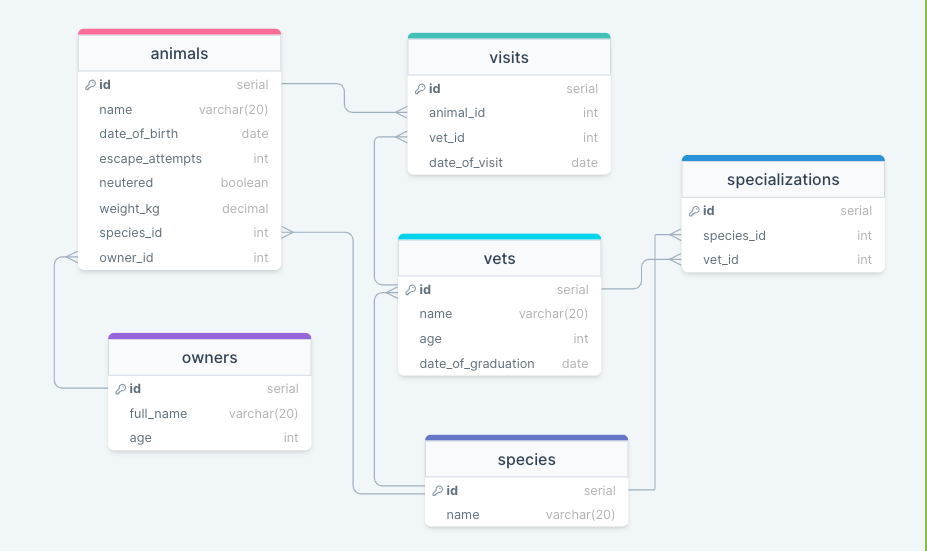 animals
id serial
name varchar(20)
date_of_birth date
escape_attempts int
neutered boolean
weight_kg decimal
species_id int
owner_id int
visits
id serial
animal_id int
vet_id int
date_of_visit date
specializations
id serial
species_id int
vet_id int
vets
id serial
name varchar(20)
age int
date_of_graduation date
owners
id serial
full_name varchar(20)
age int
species
id serial
name varchar(20)